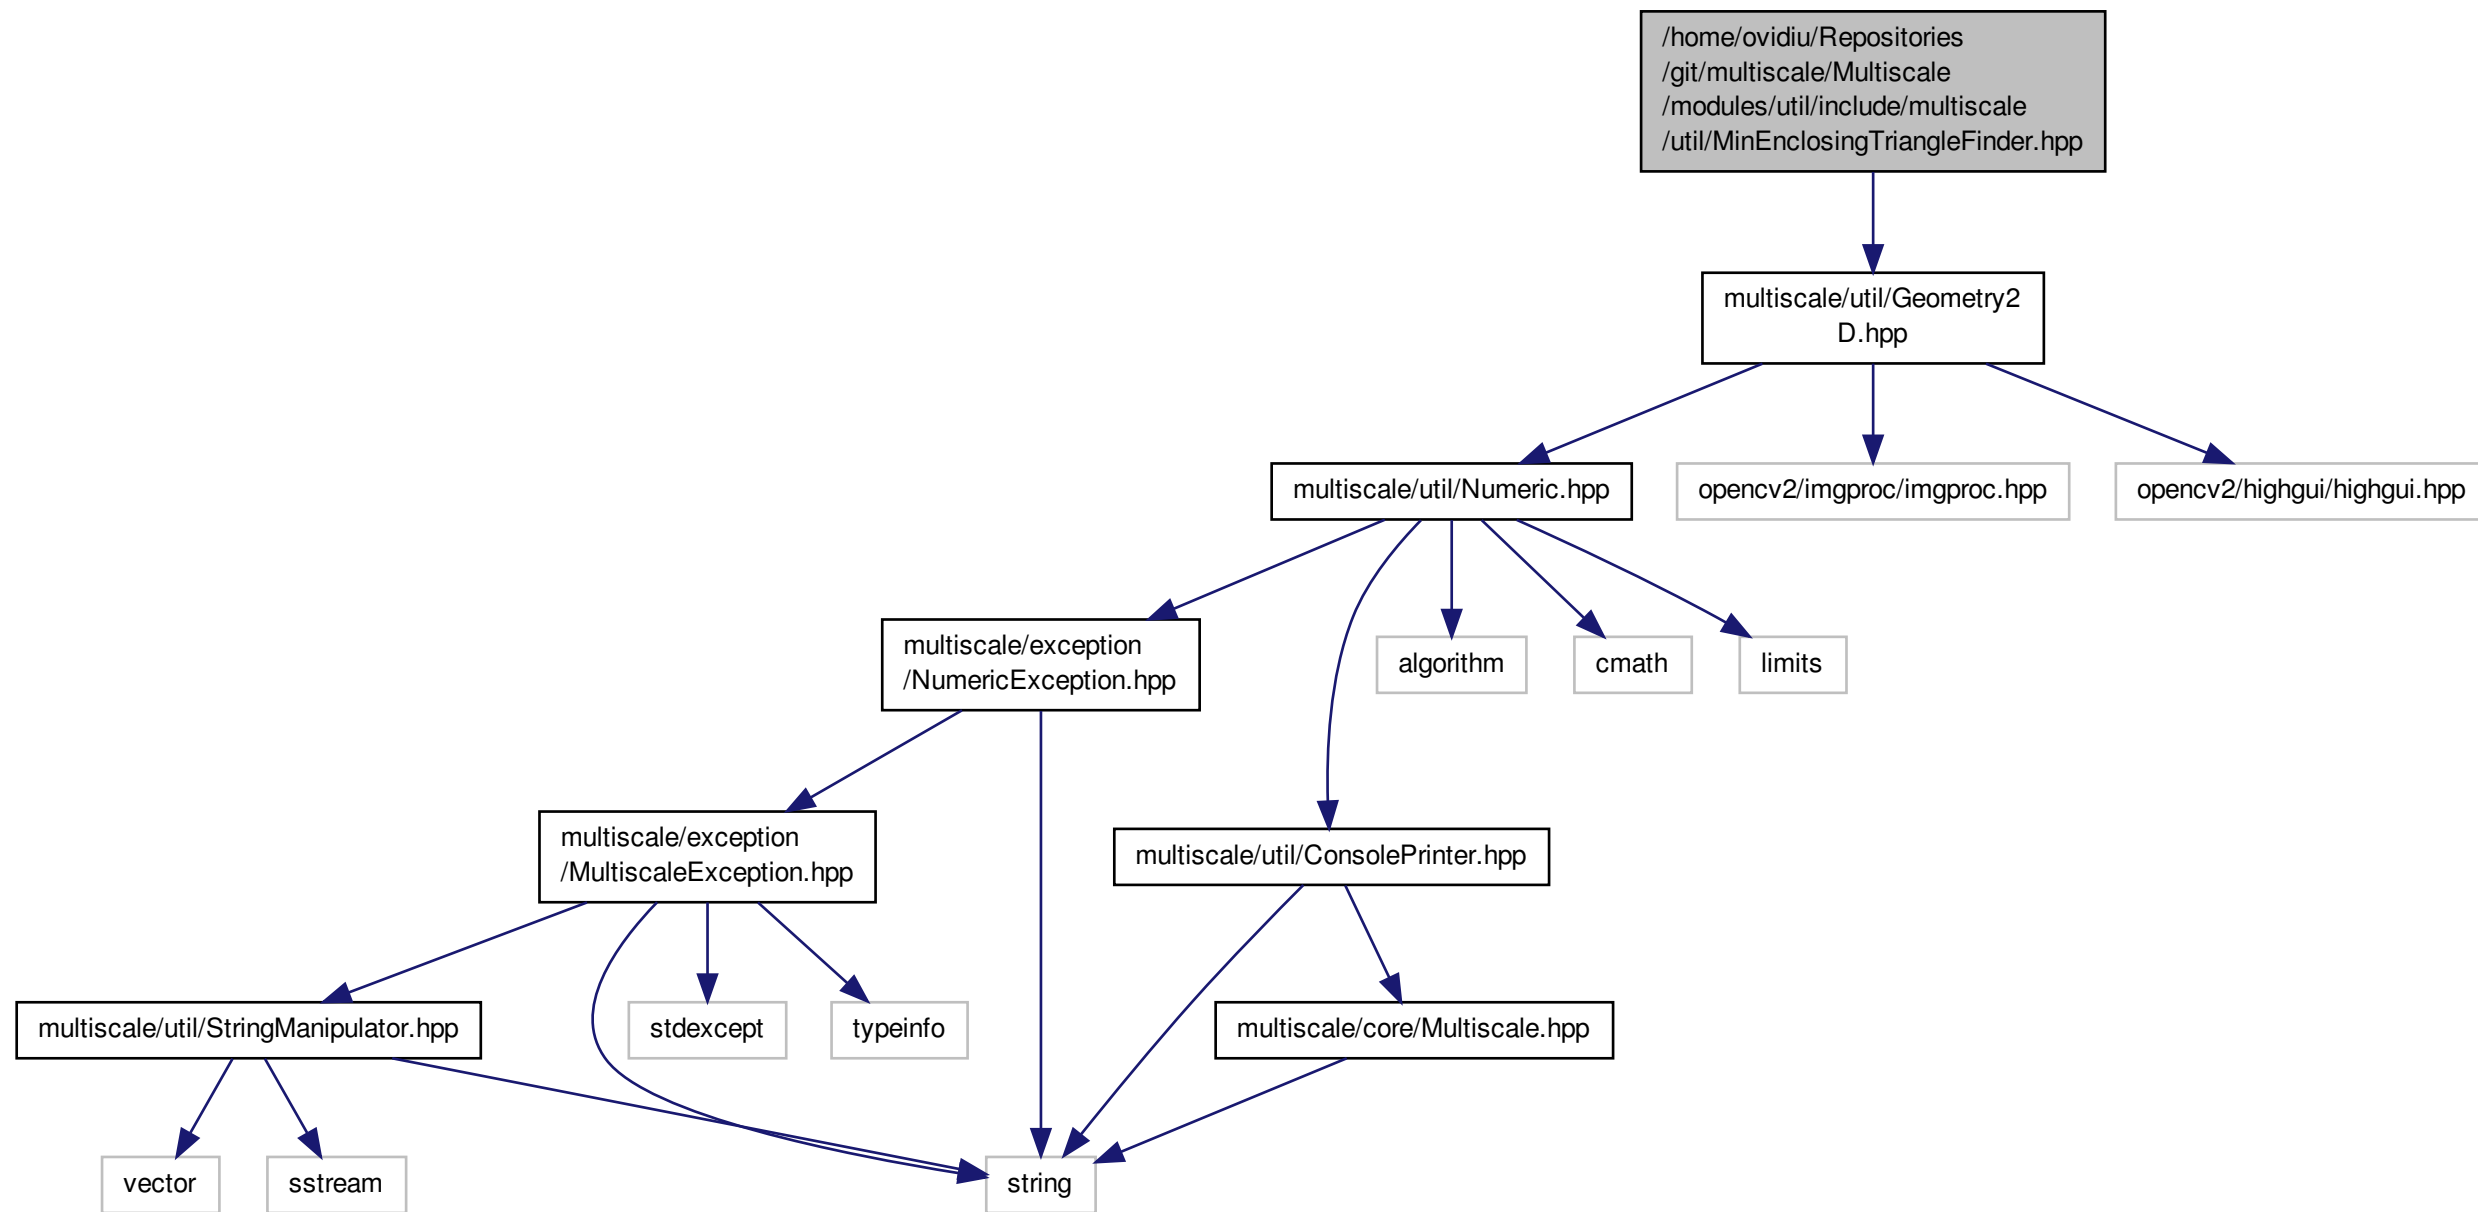 /home/ovidiu/Repositories
/git/multiscale/Multiscale
/modules/util/include/multiscale
/util/MinEnclosingTriangleFinder.hpp
multiscale/util/Geometry2
D.hpp
multiscale/util/Numeric.hpp
opencv2/imgproc/imgproc.hpp
opencv2/highgui/highgui.hpp
multiscale/exception
/NumericException.hpp
algorithm
cmath
limits
multiscale/exception
/MultiscaleException.hpp
multiscale/util/ConsolePrinter.hpp
multiscale/util/StringManipulator.hpp
stdexcept
typeinfo
multiscale/core/Multiscale.hpp
vector
sstream
string